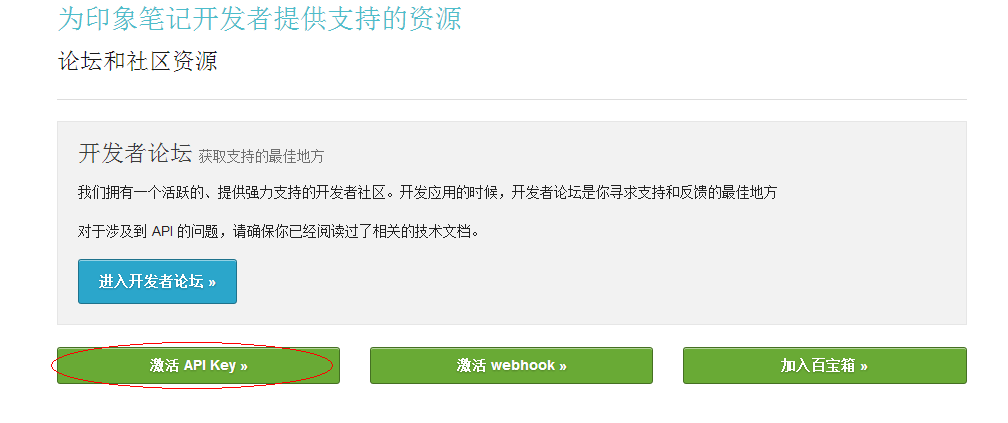 为印象笔记开发者提供支持的资源
论坛和社区资源
开发者论坛 获取支持的最佳地方
我们拥有一个活跃的、提供强力支持的开发者社区。开发应用的时候，开发者论坛是你寻求支持和反馈的最佳地方
对于涉及到 API 的问题，请确保你已经阅读过了相关的技术文档。
进入开发者论坛 »
激活 API Key »
激活 webhook »
加入百宝箱 »